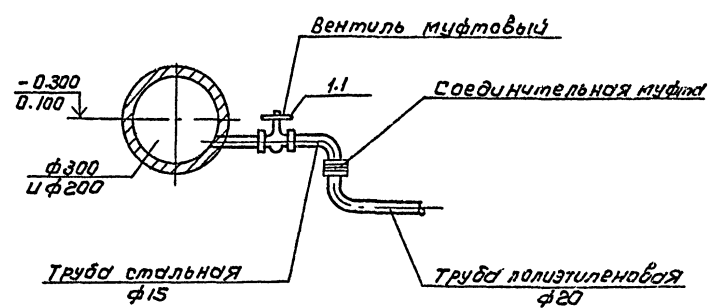 Вентиль муфтовый
1.1
Соединительная муфта
-0.300
0.100
ф300
и ф200
Труба стальная
ф15
Труба полиэтиленовая
ф20